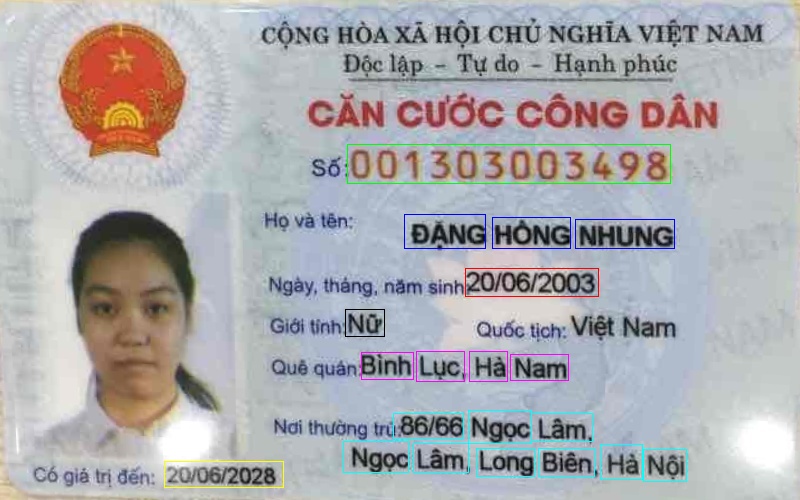 CỘNG HÒA XÃ HỘI CHỦ NGHĨA VIỆT NAM
Độc lập - Tự do - Hạnh phúc
CĂN CƯỚC CÔNG DÂN
Số: 001303003498
Họ và tên:
ĐẶNG HỒNG NHUNG
Ngày, tháng, năm sinh: 20/06/2003
Giới tính: Nữ Quốc tịch: Việt Nam
Quê quán: Bình Lục, Hà Nam
Nơi thường trú: 86/66 Ngọc Lâm,
Ngọc Lâm, Long Biên, Hà Nội
Có giá trị đến: 20/06/2028